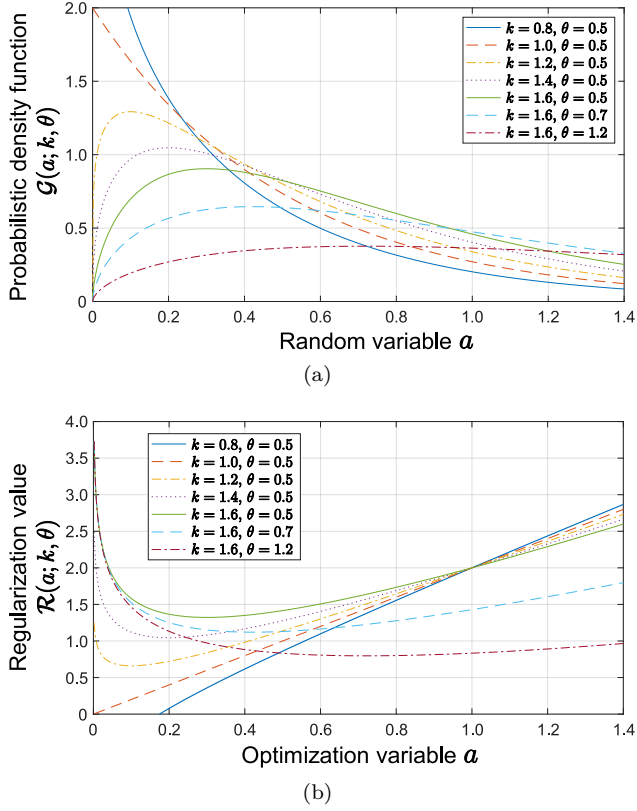 Probabilistic density function
𝒢(a; k, θ)
2.0
1.5
1.0
0.5
0
k = 0.8, θ = 0.5
k = 1.0, θ = 0.5
k = 1.2, θ = 0.5
k = 1.4, θ = 0.5
k = 1.6, θ = 0.5
k = 1.6, θ = 0.7
k = 1.6, θ = 1.2
0 0.2 0.4 0.6 0.8 1.0 1.2 1.4
Random variable a
(a)
Regularization value
ℛ(a; k, θ)
4.0
3.5
3.0
2.5
2.0
1.5
1.0
0.5
0
k = 0.8, θ = 0.5
k = 1.0, θ = 0.5
k = 1.2, θ = 0.5
k = 1.4, θ = 0.5
k = 1.6, θ = 0.5
k = 1.6, θ = 0.7
k = 1.6, θ = 1.2
0 0.2 0.4 0.6 0.8 1.0 1.2 1.4
Optimization variable a
(b)